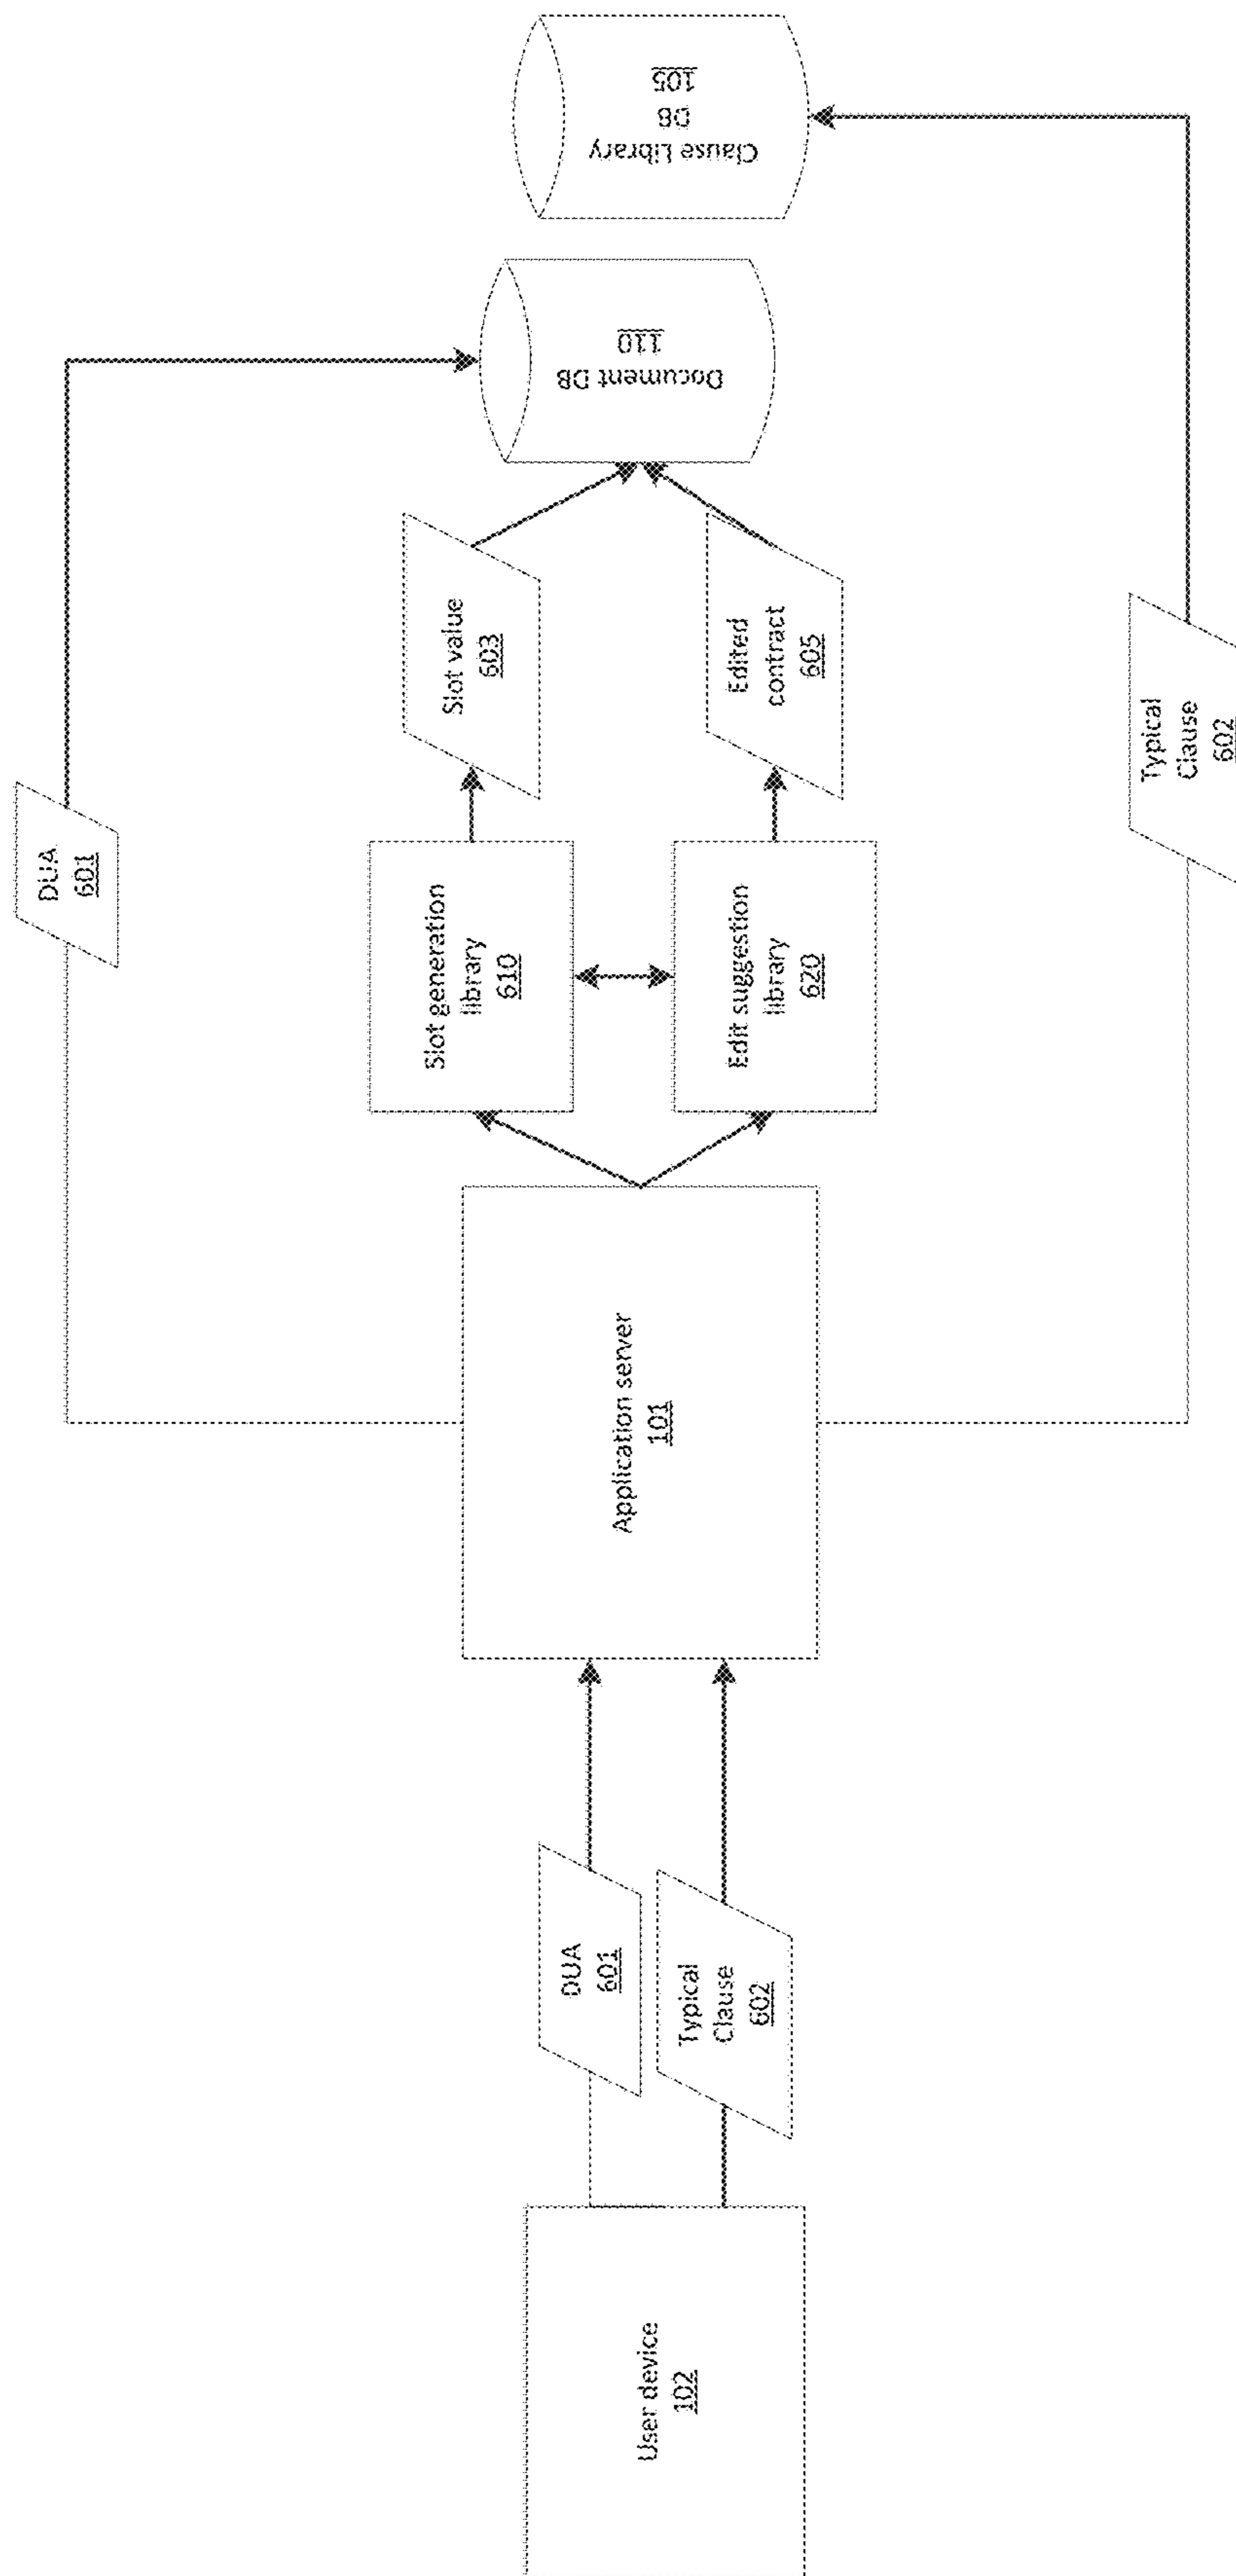 User device
102
DUA
601
Typical
Clause
602
Application server
101
DUA
601
Slot generation
library
610
Edit suggestion
library
620
Slot value
603
Edited
contract
605
Typical
Clause
602
Document DB
110
Clause Library
DB
105